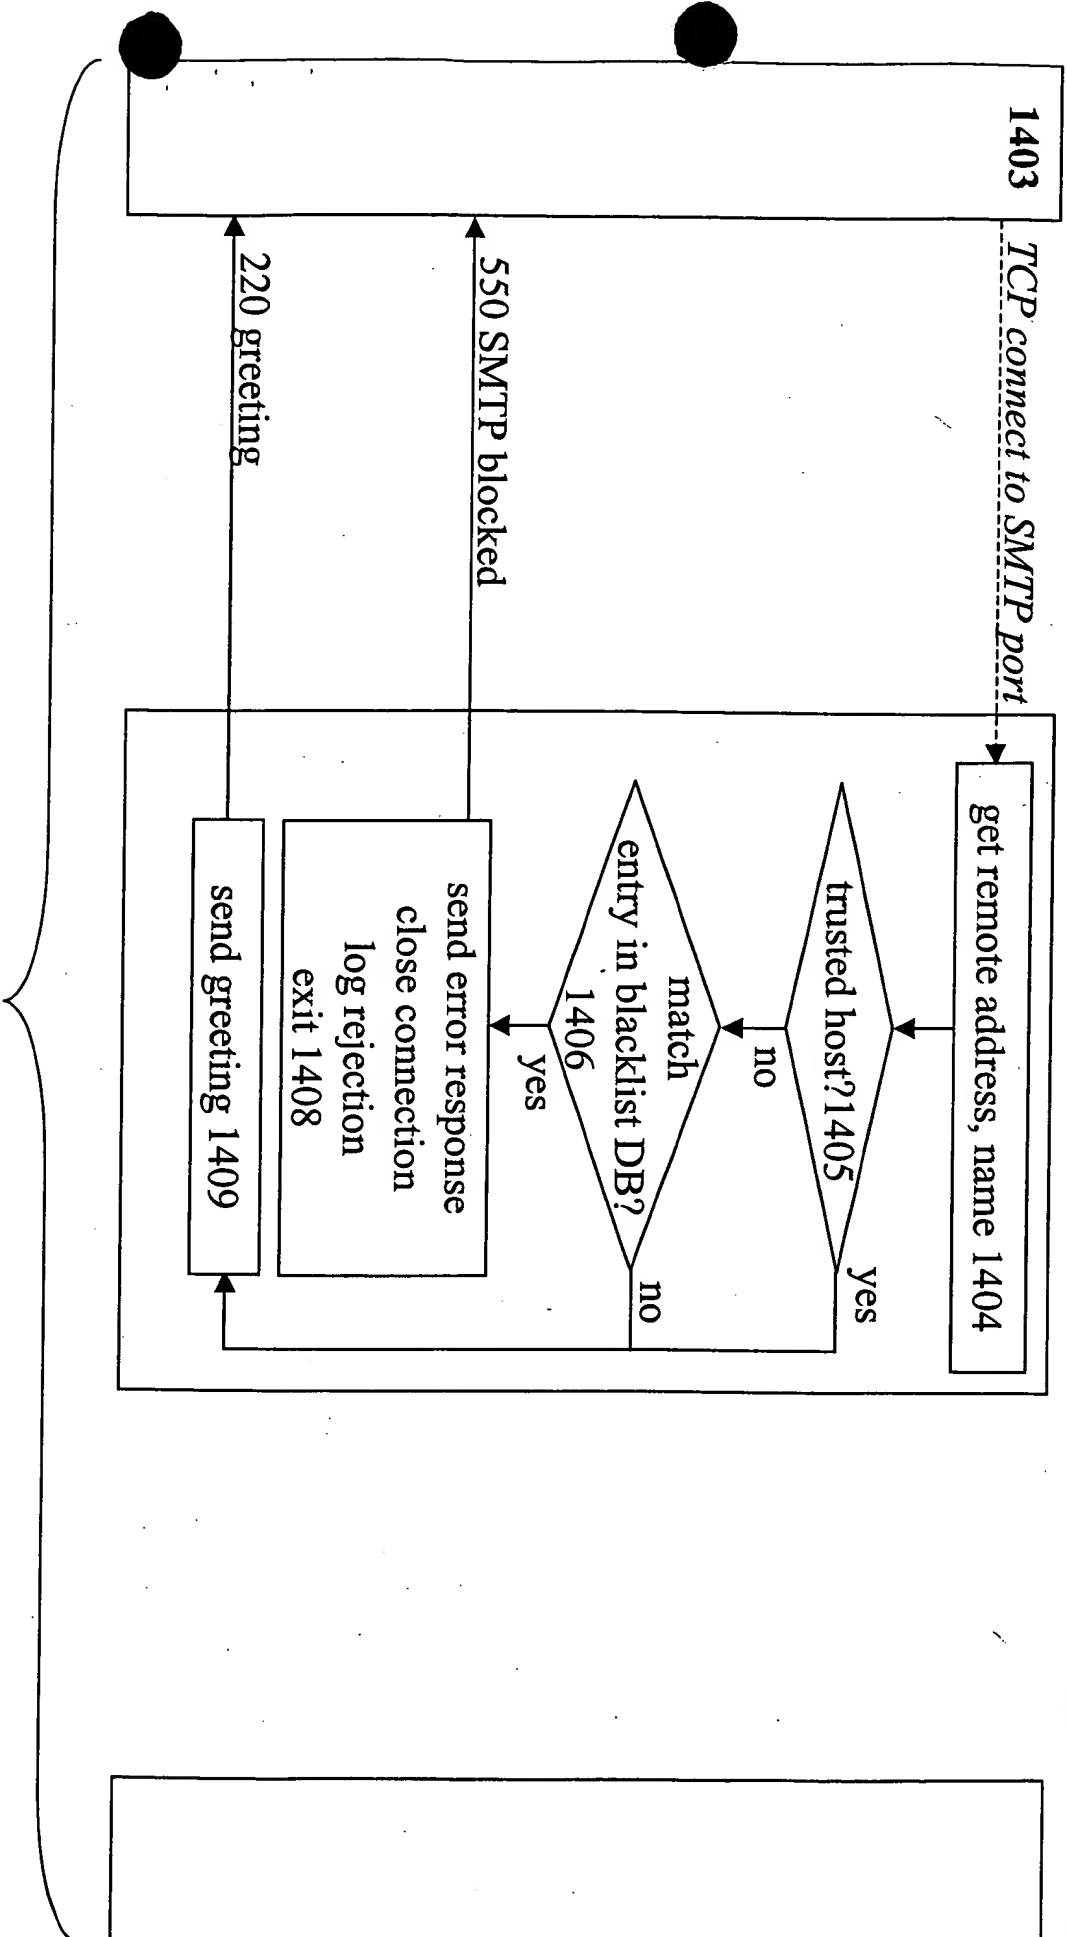 1403
TCP connect to SMTP port
get remote address, name 1404
trusted host?1405
yes
no
match
entry in blacklist DB?
1406
no
yes
550 SMTP blocked
send error response
close connection
log rejection
exit 1408
220 greeting
send greeting 1409